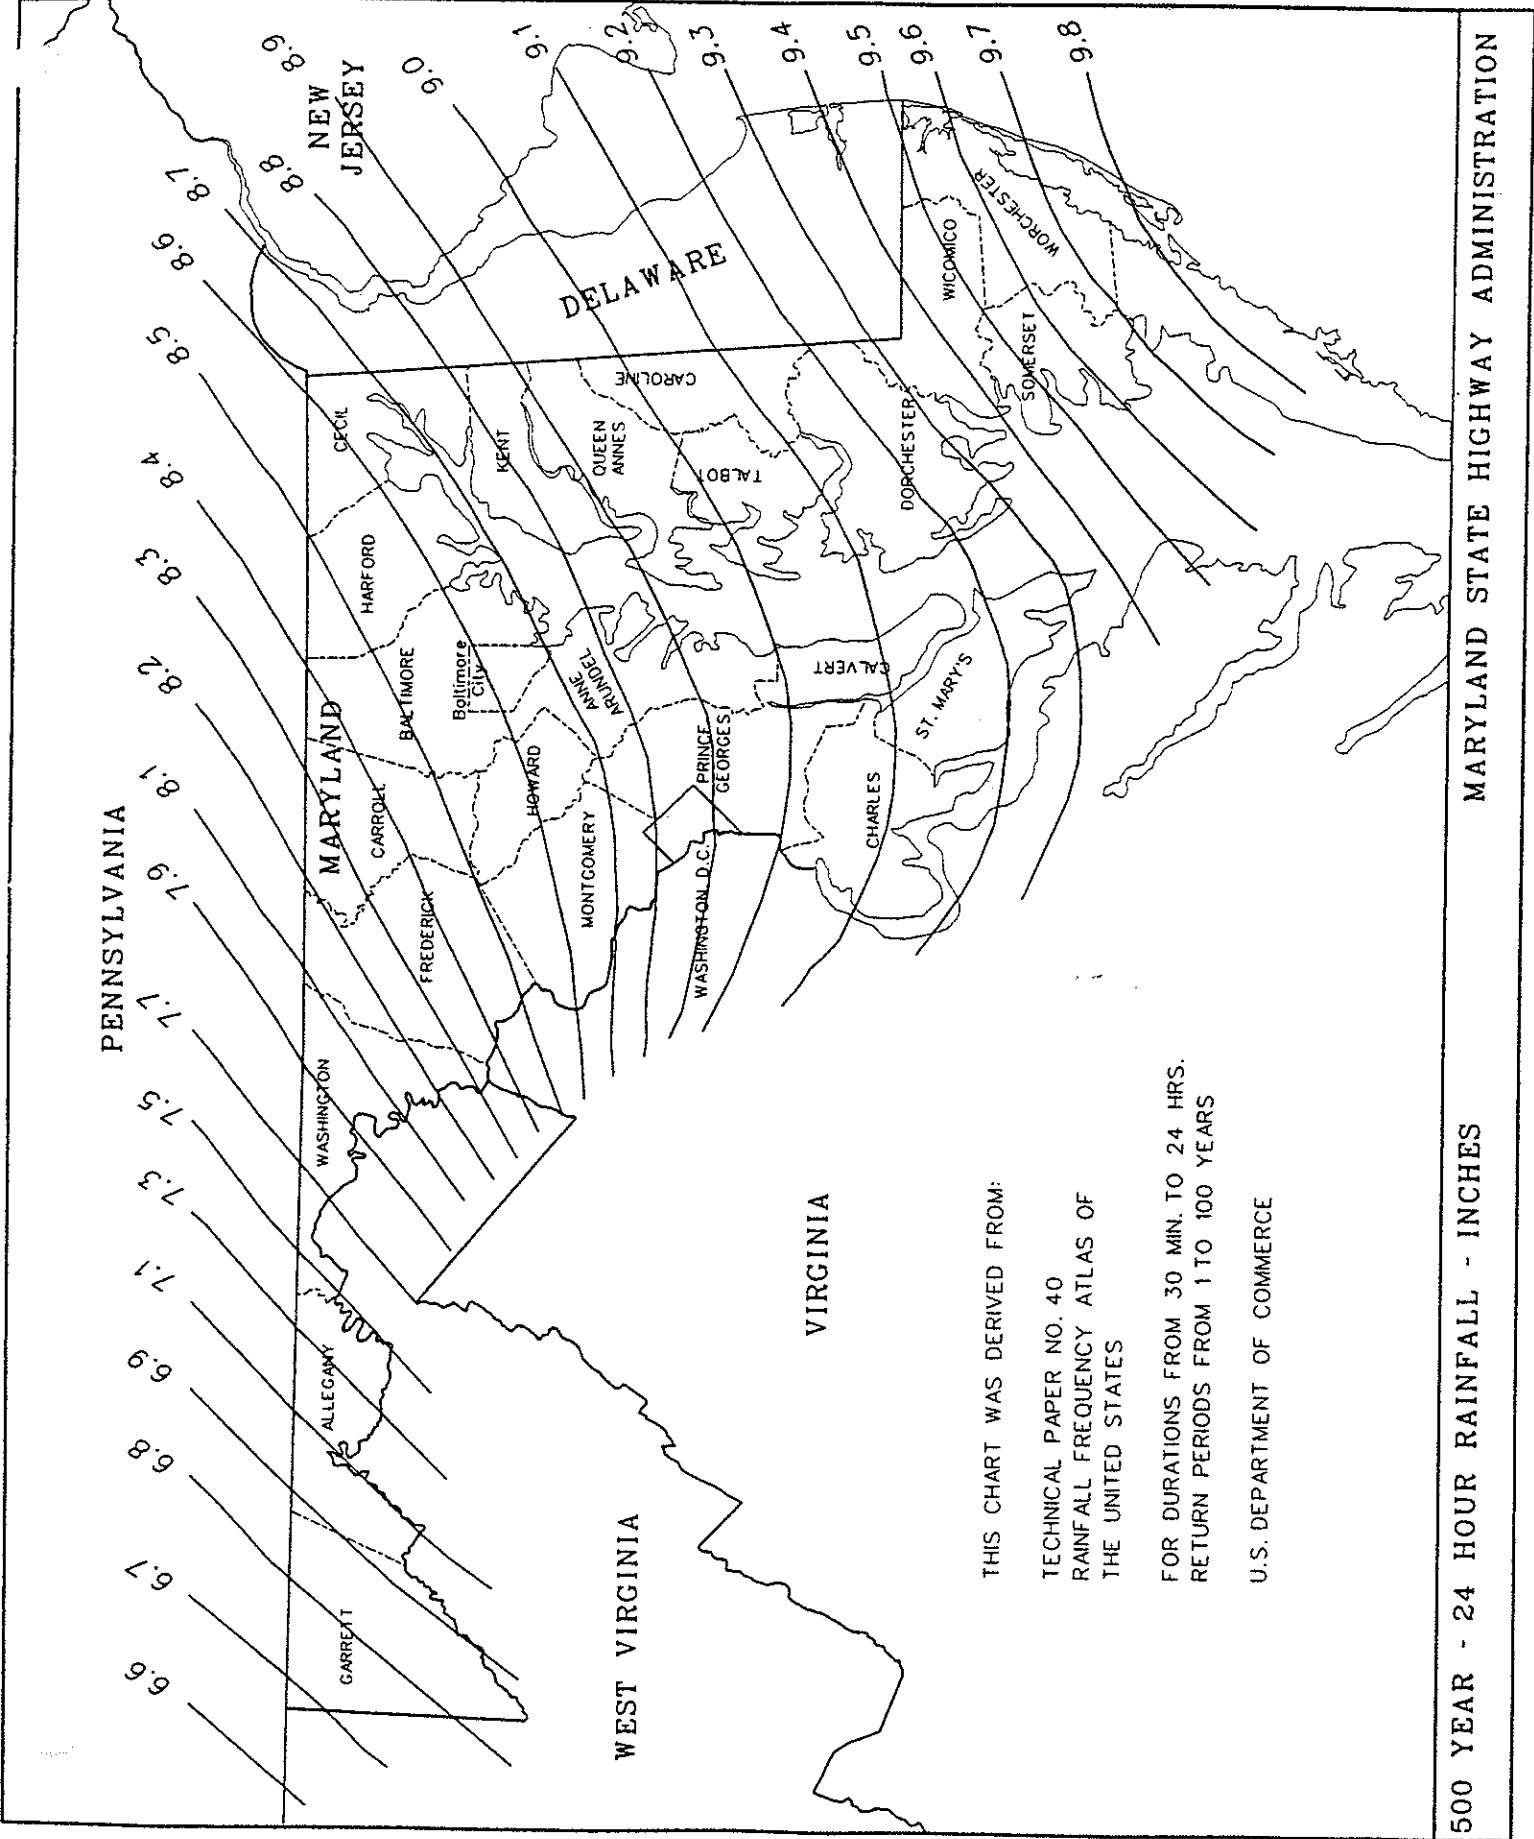 PENNSYLVANIA
NEW
JERSEY
6.6
6.7
6.8
6.9
7.1
7.3
7.5
7.7
7.9
8.1
8.2
8.3
8.4
8.5
8.6
8.7
8.8
8.9
9.0
9.1
9.2
9.3
9.4
9.5
9.6
9.7
9.8
MARYLAND
GARRETT
ALLEGANY
WASHINGTON
FREDERICK
CARROLL
BALTIMORE
Baltimore
City
HARFORD
CECIL
KENT
QUEEN
ANNES
CAROLINE
TALBOT
HOWARD
MONTGOMERY
ANNE
ARUNDEL
PRINCE
GEORGES
WASHINGTON D.C.
CALVERT
CHARLES
ST. MARY'S
DORCHESTER
WICOMICO
WORCHESTER
SOMERSET
DELAWARE
WEST VIRGINIA
VIRGINIA
THIS CHART WAS DERIVED FROM:
TECHNICAL PAPER NO. 40
RAINFALL FREQUENCY ATLAS OF
THE UNITED STATES
FOR DURATIONS FROM 30 MIN. TO 24 HRS.
RETURN PERIODS FROM 1 TO 100 YEARS
U.S. DEPARTMENT OF COMMERCE
500 YEAR - 24 HOUR RAINFALL - INCHES
MARYLAND STATE HIGHWAY ADMINISTRATION